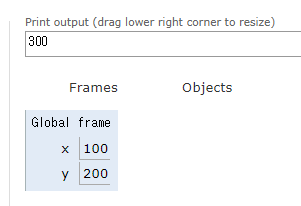 Print output (drag lower right corner to resize)
300
Frames Objects
Global frame
x 100
y 200